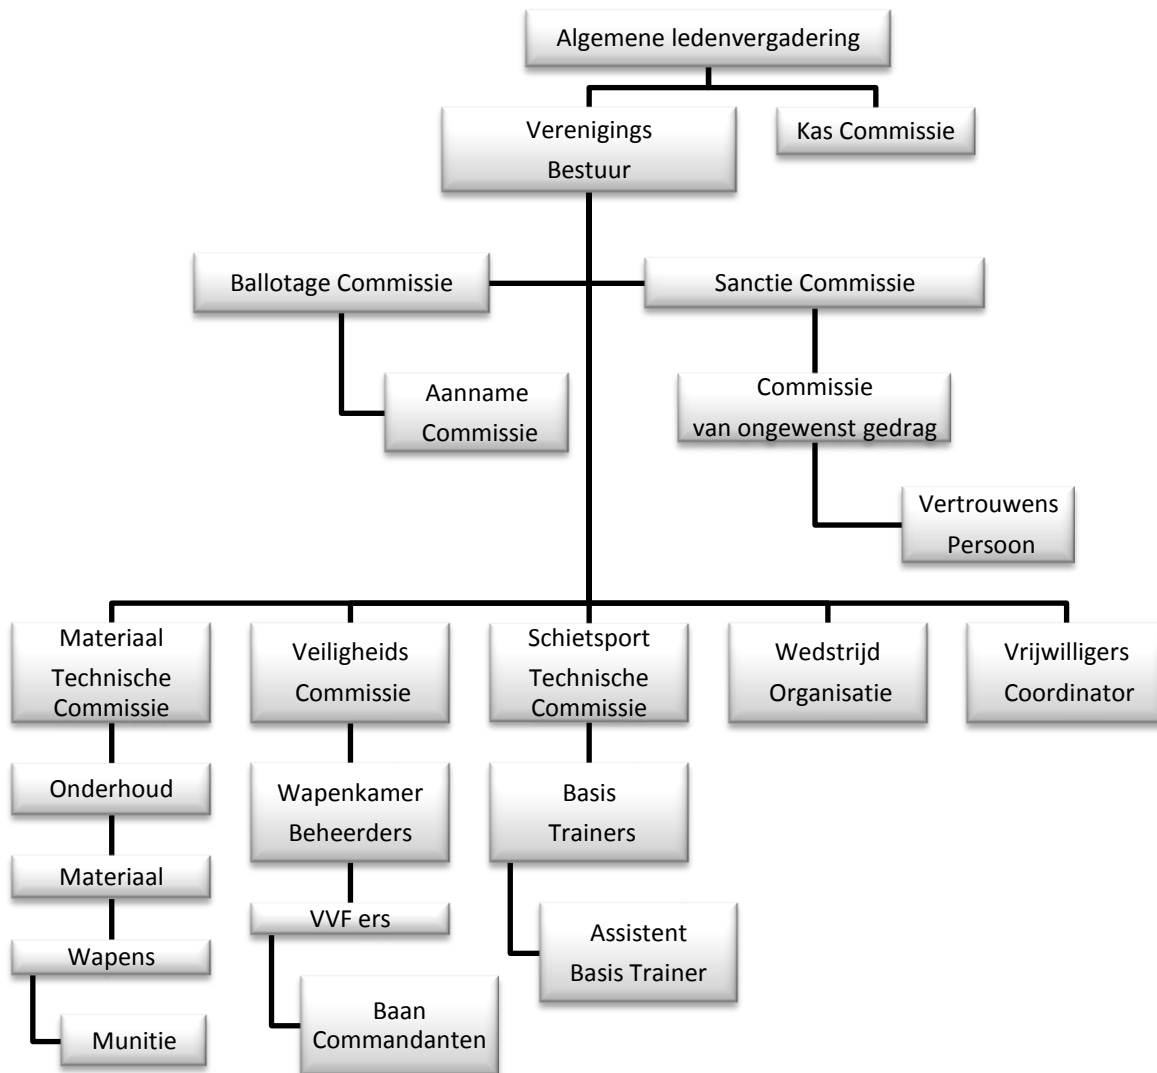 Algemene ledenvergadering
Verenigings
Bestuur
Kas Commissie
Ballotage Commissie
Sanctie Commissie
Aanname
Commissie
Commissie
van ongewenst gedrag
Vertrouwens
Persoon
Materiaal
Technische
Commissie
Veiligheids
Commissie
Schietsport
Technische
Commissie
Wedstrijd
Organisatie
Vrijwilligers
Coordinator
Onderhoud
Wapenkamer
Beheerders
Basis
Trainers
Materiaal
VVF ers
Assistent
Basis Trainer
Wapens
Baan
Commandanten
Munitie